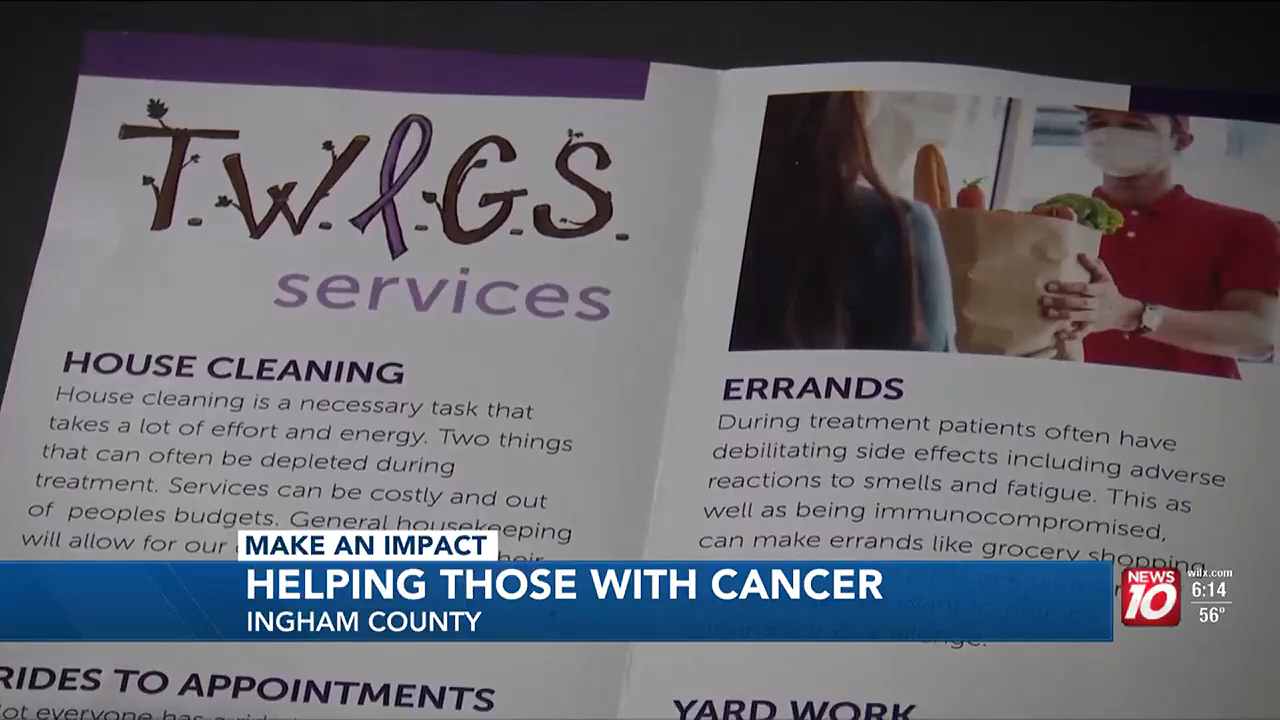 T.W.I.G.S.
services
HOUSE CLEANING
House cleaning is a necessary task that
takes a lot of effort and energy. Two things
that can often be depleted during
treatment. Services can be costly and out
of peoples budgets. General housekeeping
will allow for our
RIDES TO APPOINTMENTS
ERRANDS
During treatment patients often have
debilitating side effects including adverse
reactions to smells and fatigue. This as
well as being immunocompromised,
can make errands like grocery shopping
YARD WORK
MAKE AN IMPACT
HELPING THOSE WITH CANCER
INGHAM COUNTY
NEWS
10
wilx.com
6:14
56°